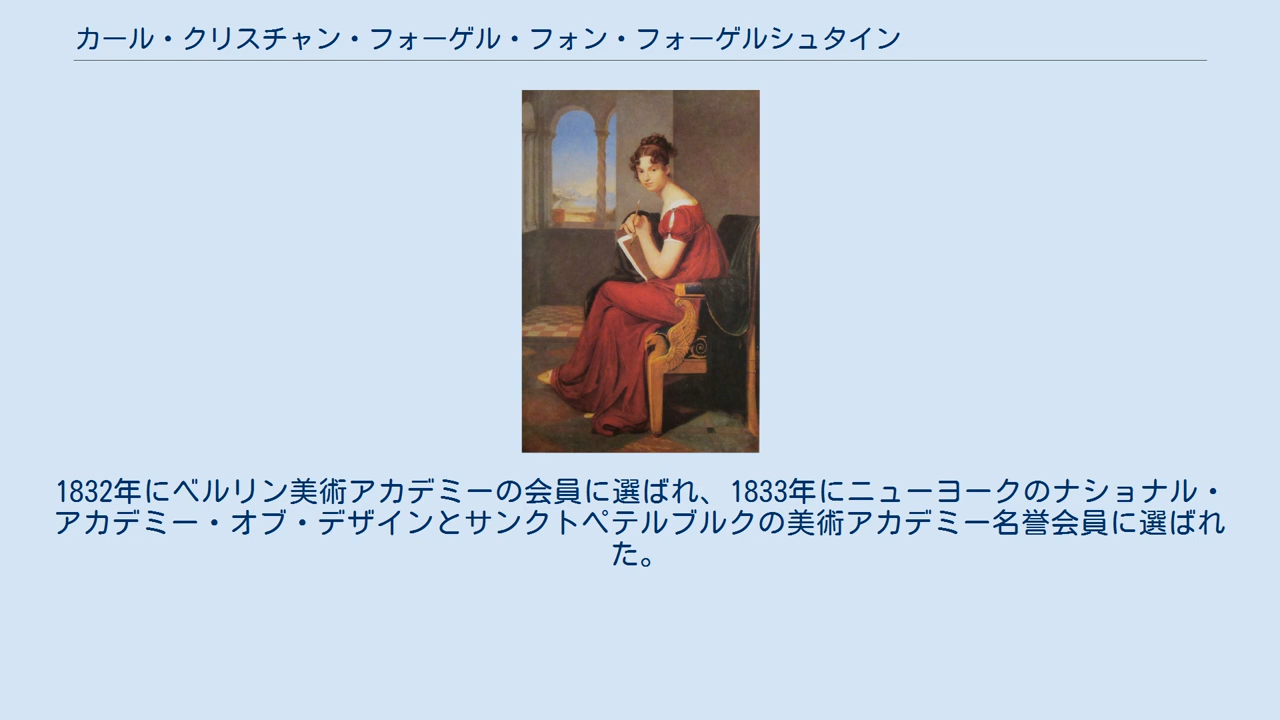 カール・クリスチャン・フォーゲル・フォン・フォーゲルシュタイン
1832年にベルリン美術アカデミーの会員に選ばれ、1833年にニューヨークのナショナル・
アカデミー・オブ・デザインとサンクトペテルブルクの美術アカデミー名誉会員に選ばれ
た。